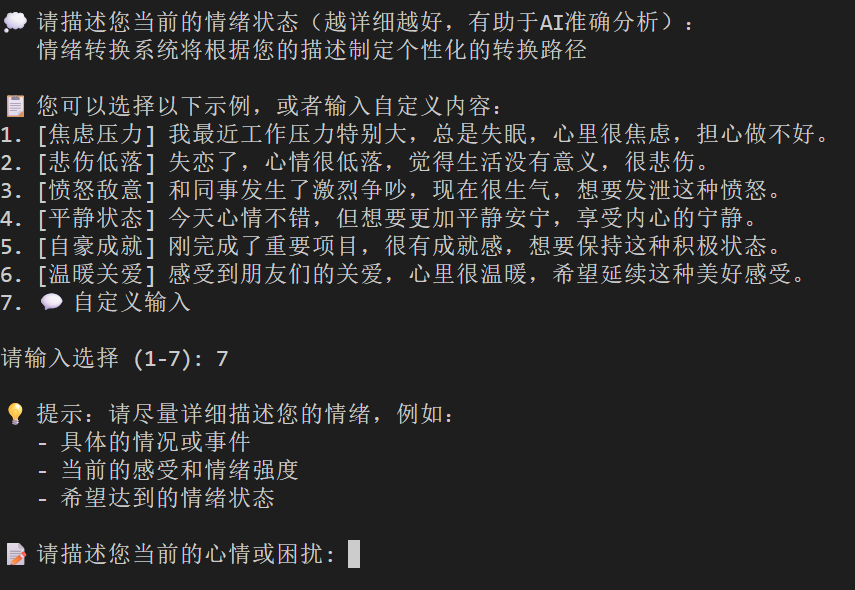 💭 请描述您当前的情绪状态（越详细越好，有助于AI准确分析）：
情绪转换系统将根据您的描述制定个性化的转换路径
📋 您可以选择以下示例，或者输入自定义内容：
1. [焦虑压力] 我最近工作压力特别大，总是失眠，心里很焦虑，担心做不好。
2. [悲伤低落] 失恋了，心情很低落，觉得生活没有意义，很悲伤。
3. [愤怒敌意] 和同事发生了激烈争吵，现在很生气，想要发泄这种愤怒。
4. [平静状态] 今天心情不错，但想要更加平静安宁，享受内心的宁静。
5. [自豪成就] 刚完成了重要项目，很有成就感，想要保持这种积极状态。
6. [温暖关爱] 感受到朋友们的关爱，心里很温暖，希望延续这种美好感受。
7. 💬 自定义输入
请输入选择 (1-7): 7
💡 提示：请尽量详细描述您的情绪，例如：
- 具体的情况或事件
- 当前的感受和情绪强度
- 希望达到的情绪状态
📝 请描述您当前的心情或困扰: